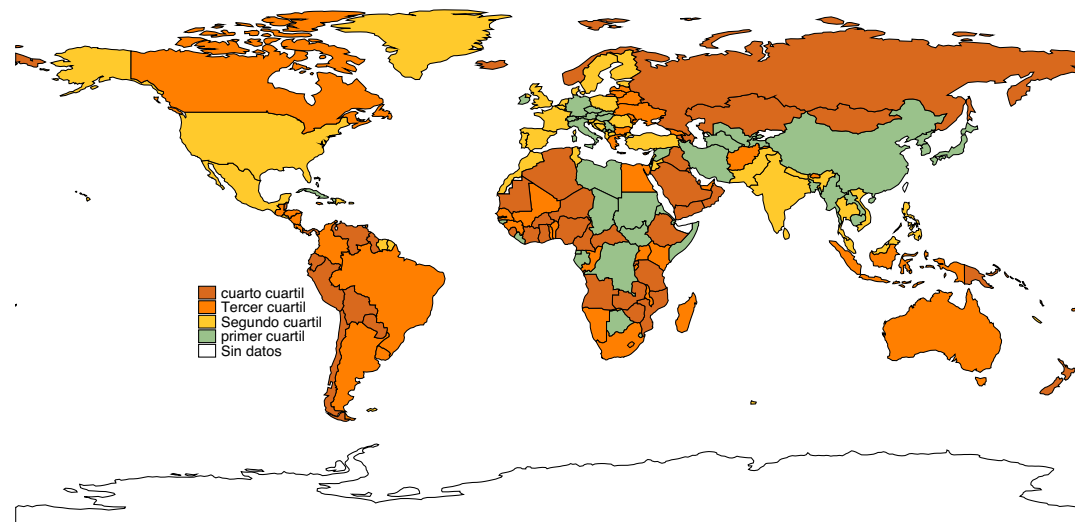 cuarto cuartil
Tercer cuartil
Segundo cuartil
primer cuartil
Sin datos